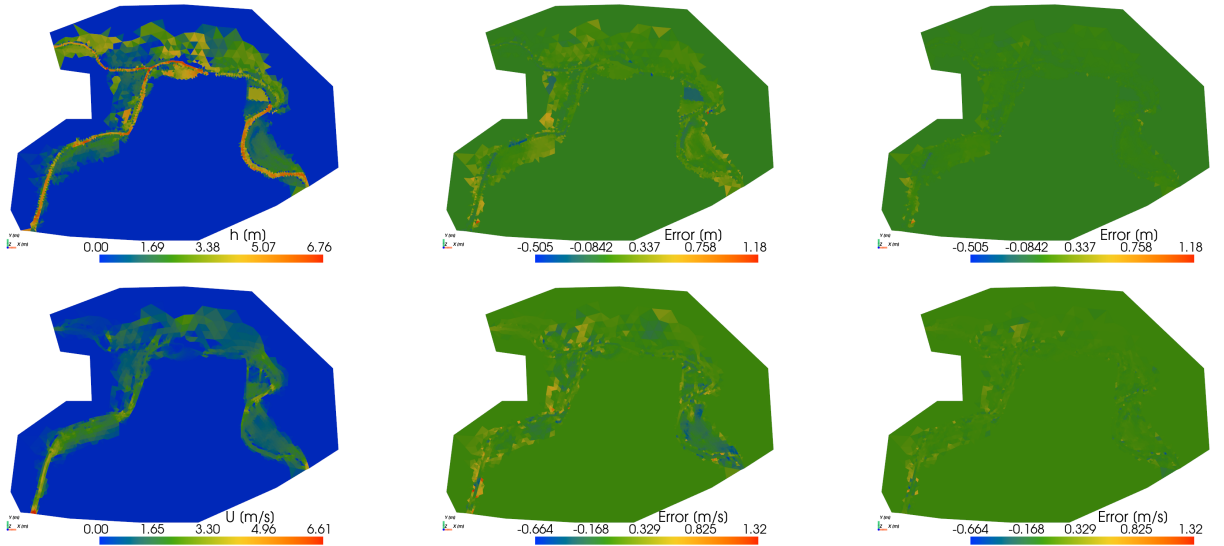 h (m)
0.00 1.69 3.38 5.07 6.76
Y (m)
Z X (m)
Error (m)
-0.505 -0.0842 0.337 0.758 1.18
Y (m)
Z X (m)
Error (m)
-0.505 -0.0842 0.337 0.758 1.18
Y (m)
Z X (m)
U (m/s)
0.00 1.65 3.30 4.96 6.61
Y (m)
Z X (m)
Error (m/s)
-0.664 -0.168 0.329 0.825 1.32
Y (m)
Z X (m)
Error (m/s)
-0.664 -0.168 0.329 0.825 1.32
Y (m)
Z X (m)